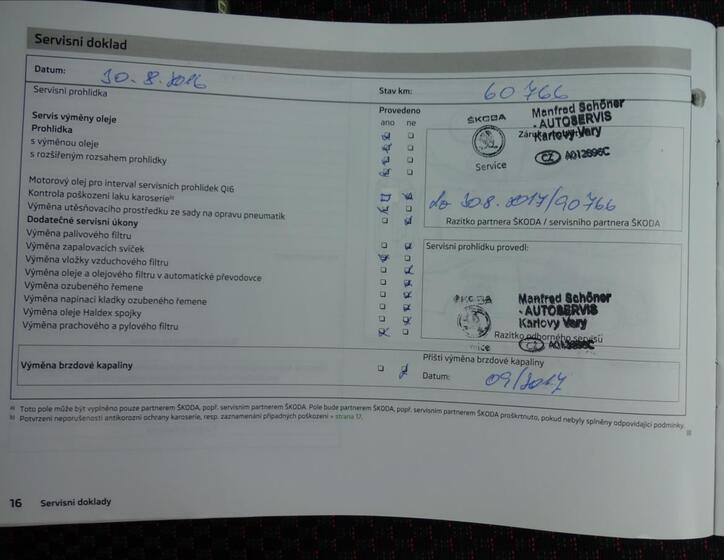 Servisní doklad
Datum: 30.8.2016
Stav km: 60 766
Servisní prohlídka
Provedeno
ano ne
Servis výměny oleje
Prohlídka
s výměnou oleje
s rozšířeným rozsahem prohlídky
ŠKODA
Service
Manfred Schöner
- AUTOSERVIS
Karlovy Vary
CZ
Motorový olej pro interval servisních prohlídek QI6
Kontrola poškození laku karoserie b)
Výměna utěsňovacího prostředku ze sady na opravu pneumatik
do 30.8.2017/90 766
Razítko partnera ŠKODA / servisního partnera ŠKODA
Dodatečné servisní úkony
Výměna palivového filtru
Výměna zapalovacích svíček
Výměna vložky vzduchového filtru
Výměna oleje a olejového filtru v automatické převodovce
Výměna ozubeného řemene
Výměna napínací kladky ozubeného řemene
Výměna oleje Haldex spojky
Výměna prachového a pylového filtru
Servisní prohlídku provedl:
Manfred Schöner
- AUTOSERVIS
Karlovy Vary
Razítko odborného servisu
CZ
Výměna brzdové kapaliny
Příští výměna brzdové kapaliny
Datum: 09/2017
a) Toto pole může být vyplněno pouze partnerem ŠKODA, popř. servisním partnerem ŠKODA. Pole bude partnerem ŠKODA, popř. servisním partnerem ŠKODA proškrtnuto, pokud nebyly splněny odpovídající podmínky.
b) Potvrzení neporušenosti antikorozní ochrany karoserie, resp. zaznamenání případných poškození » strana 17.
16 Servisní doklady